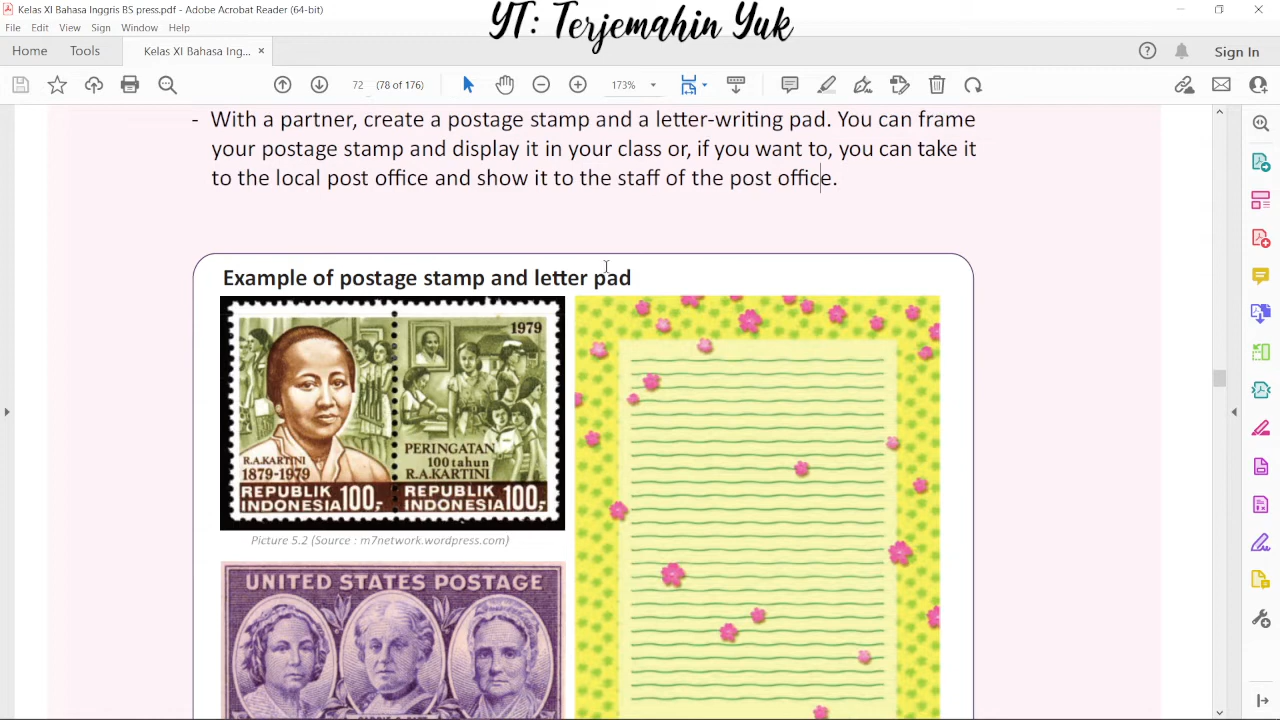 Kelas XI Bahasa Inggris BS press.pdf - Adobe Acrobat Reader (64-bit)
YT: Terjemahin Yuk
File Edit View Sign Window Help
Home Tools Kelas XI Bahasa Ing... × Sign In
72 (78 of 176) 173%
- With a partner, create a postage stamp and a letter-writing pad. You can frame
your postage stamp and display it in your class or, if you want to, you can take it
to the local post office and show it to the staff of the post office.
Example of postage stamp and letter pad
1979
R.A.KARTINI
1879-1979
PERINGATAN
100 tahun
R.A.KARTINI
REPUBLIK
INDONESIA 100,-
REPUBLIK
INDONESIA 100,-
Picture 5.2 (Source : m7network.wordpress.com)
UNITED STATES POSTAGE